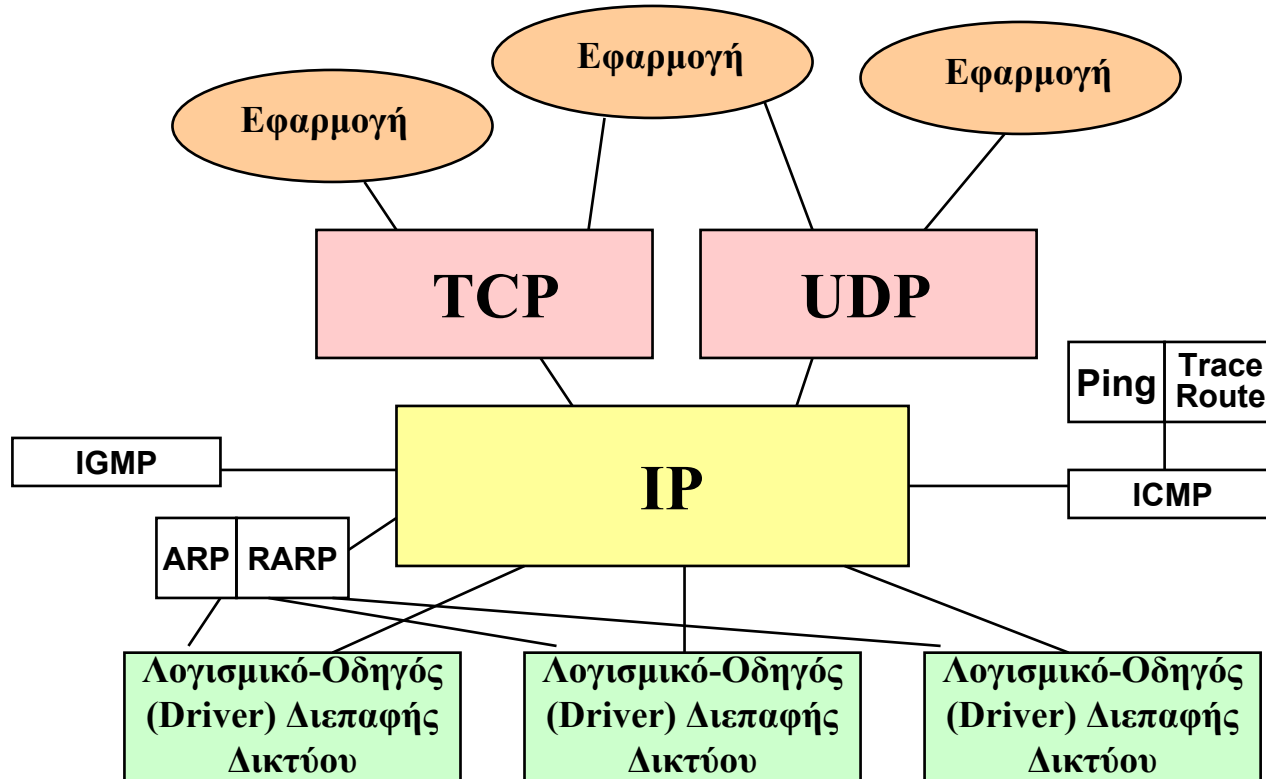 Εφαρμογή
Εφαρμογή
Εφαρμογή
TCP
UDP
Ping
Trace
Route
IGMP
IP
ICMP
ARP
RARP
Λογισμικό-Οδηγός
(Driver) Διεπαφής
Δικτύου
Λογισμικό-Οδηγός
(Driver) Διεπαφής
Δικτύου
Λογισμικό-Οδηγός
(Driver) Διεπαφής
Δικτύου